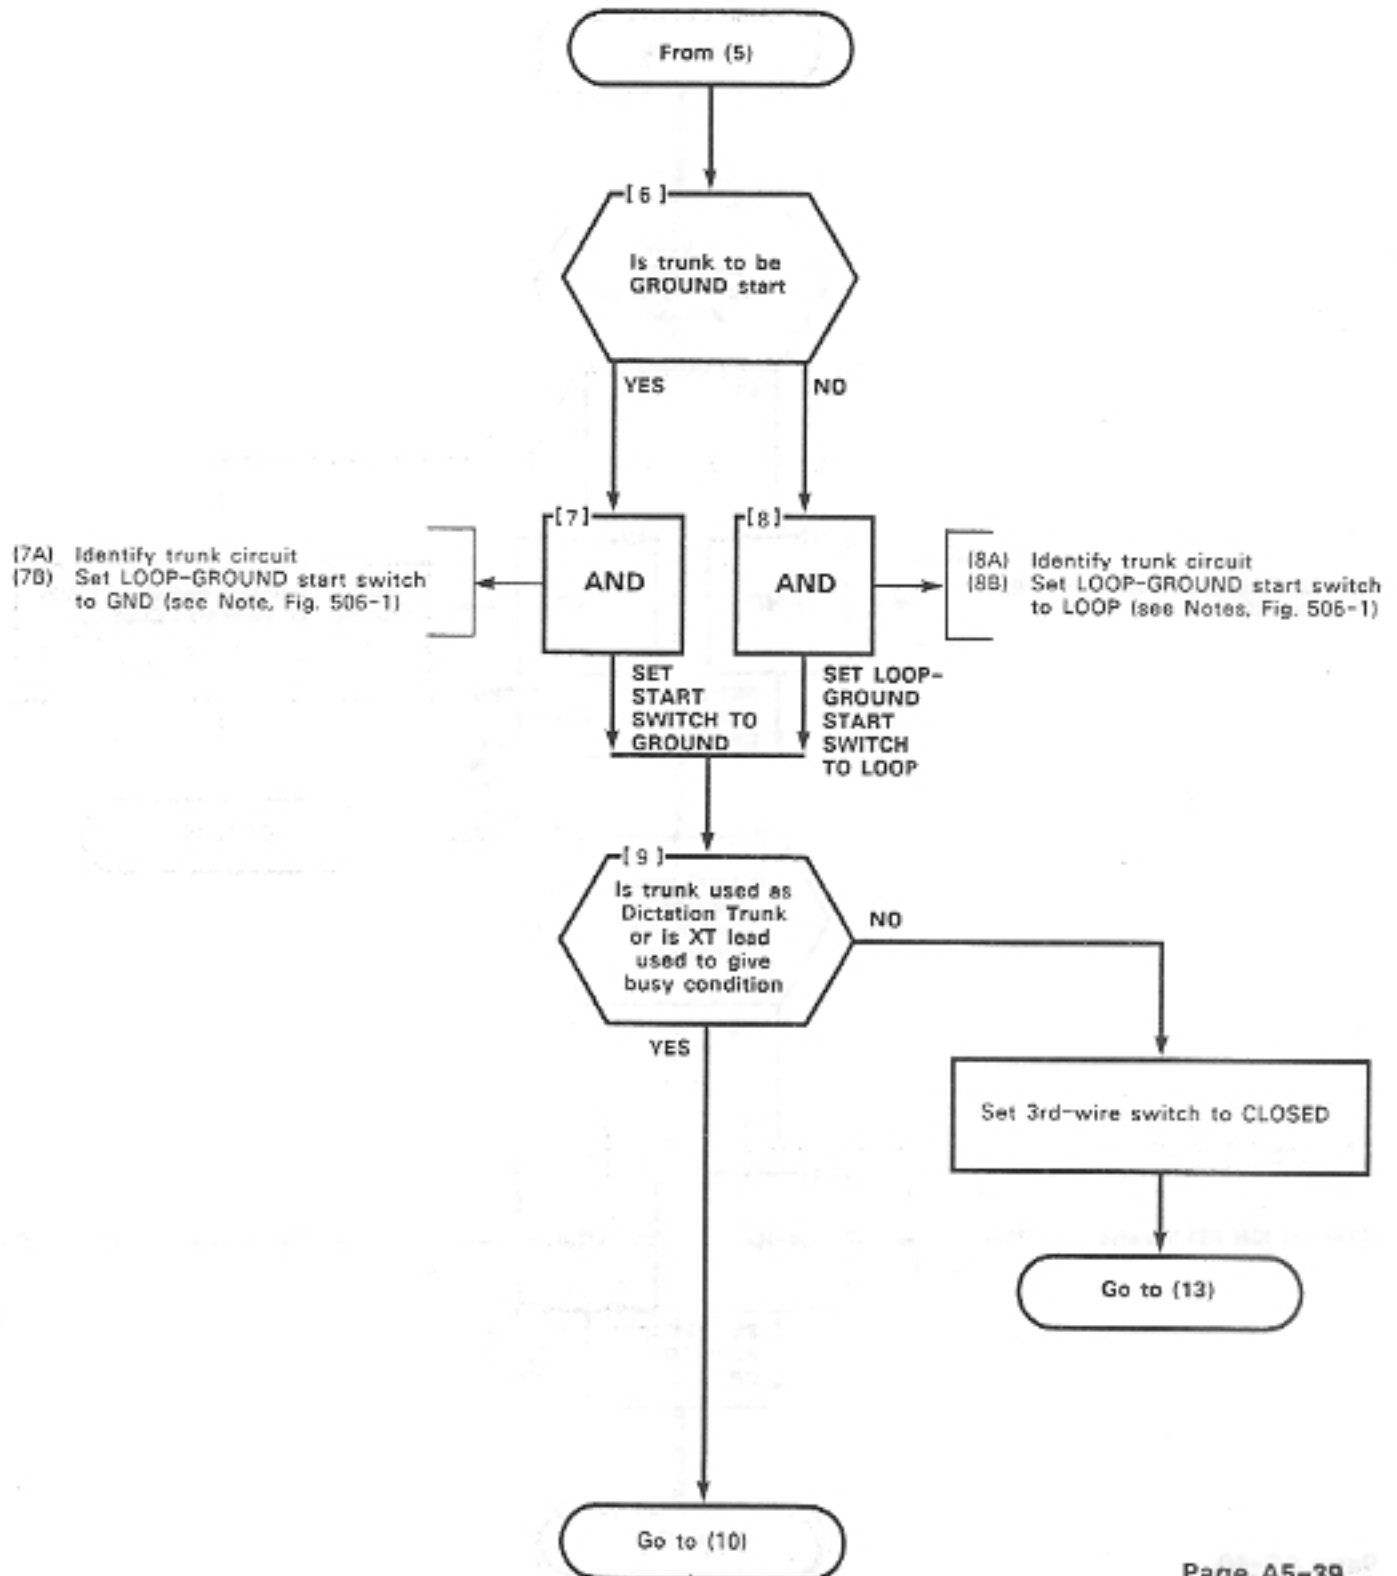 From (5)
[6]
Is trunk to be
GROUND start
YES
NO
[7]
AND
(7A) Identify trunk circuit
(7B) Set LOOP-GROUND start switch
to GND (see Note, Fig. 506-1)
[8]
AND
(8A) Identify trunk circuit
(8B) Set LOOP-GROUND start switch
to LOOP (see Notes, Fig. 506-1)
SET
START
SWITCH TO
GROUND
SET LOOP-
GROUND
START
SWITCH
TO LOOP
[9]
Is trunk used as
Dictation Trunk
or is XT lead
used to give
busy condition
NO
YES
Set 3rd-wire switch to CLOSED
Go to (13)
Go to (10)
Page A5-39